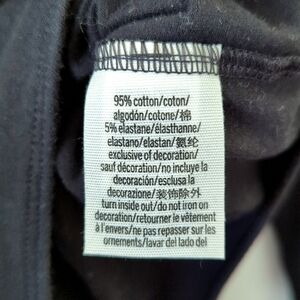 95% cotton/coton/
algodón/cotone/棉
5% elastane/élasthanne/
elastano/elastan/氨纶
exclusive of decoration/
sauf décoration/no incluye la
decoración/esclusa la
decorazione/装饰除外
turn inside out/do not iron on
decoration/retourner le vêtement
à l'envers/ne pas repasser sur les
ornements/lavar del lado del